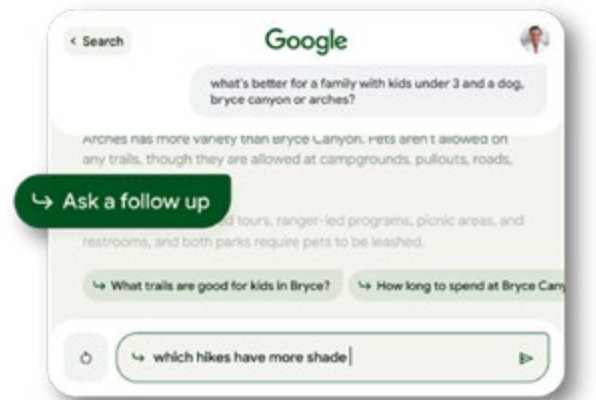 < Search
Google
what's better for a family with kids under 3 and a dog,
bryce canyon or arches?
Arches has more variety than Bryce Canyon. Pets aren't allowed on
any trails, though they are allowed at campgrounds, pullouts, roads,
Ask a follow up
tours, ranger-led programs, picnic areas, and
restrooms, and both parks require pets to be leashed.
What trails are good for kids in Bryce?
How long to spend at Bryce Cany
which hikes have more shade